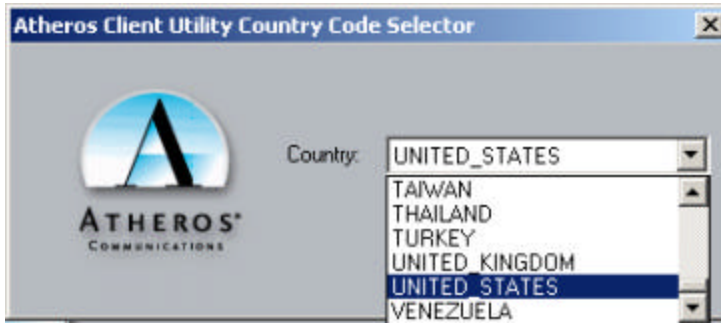 Atheros Client Utility Country Code Selector
A
ATHEROS®
COMMUNICATIONS
Country:
UNITED_STATES
TAIWAN
THAILAND
TURKEY
UNITED_KINGDOM
UNITED_STATES
VENEZUELA